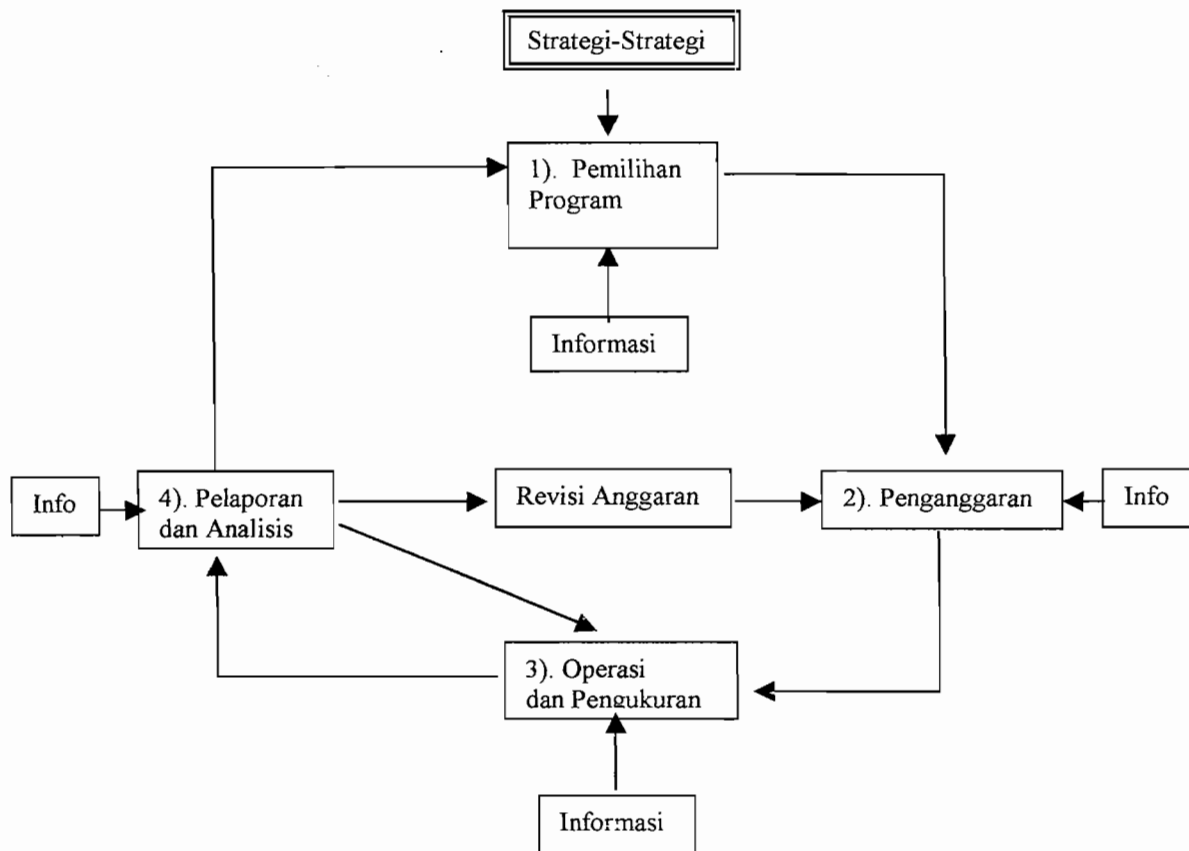 Strategi-Strategi
1). Pemilihan
Program
Informasi
Info
4). Pelaporan
dan Analisis
Revisi Anggaran
2). Penganggaran
Info
3). Operasi
dan Pengukuran
Informasi